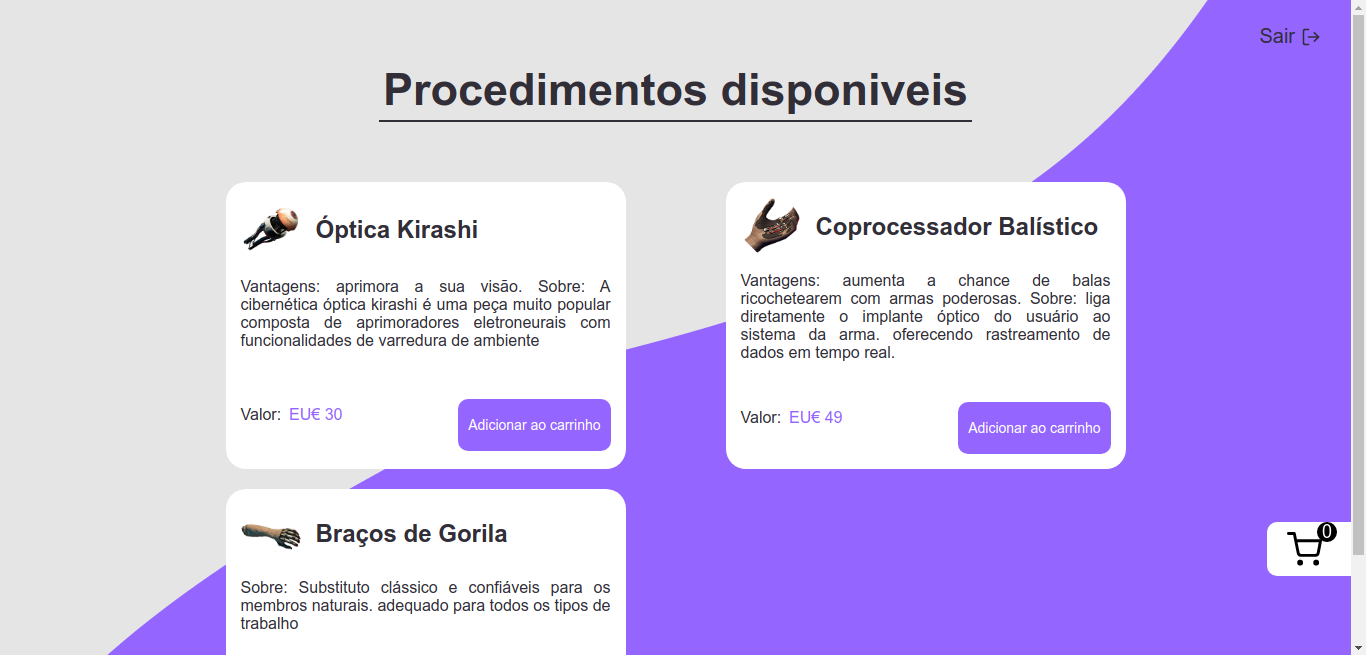 Sair
Procedimentos disponiveis
Óptica Kirashi
Vantagens: aprimora a sua visão. Sobre: A
cibernética óptica kirashi é uma peça muito popular
composta de aprimoradores eletroneurais com
funcionalidades de varredura de ambiente
Valor: EU€ 30
Adicionar ao carrinho
Coprocessador Balístico
Vantagens: aumenta a chance de balas
ricochetearem com armas poderosas. Sobre: liga
diretamente o implante óptico do usuário ao
sistema da arma. oferecendo rastreamento de
dados em tempo real.
Valor: EU€ 49
Adicionar ao carrinho
Braços de Gorila
Sobre: Substituto clássico e confiáveis para os
membros naturais. adequado para todos os tipos de
trabalho
0